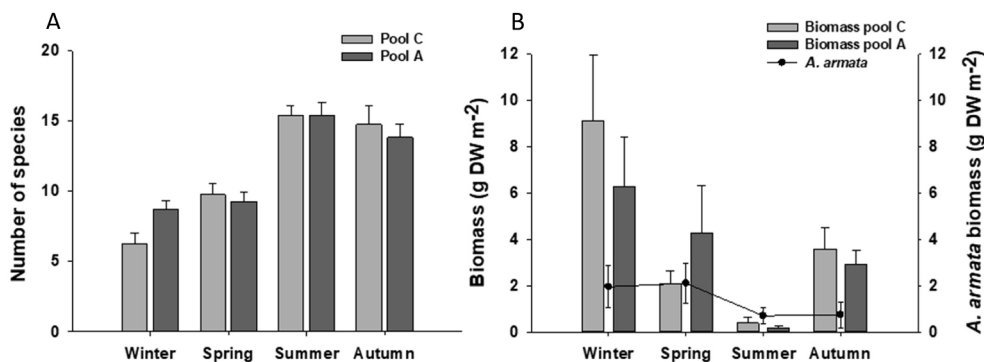 A
Pool C
Pool A
Number of species
20
15
10
5
0
Winter Spring Summer Autumn
B
Biomass pool C
Biomass pool A
A. armata
Biomass (g DW m-2)
12
10
8
6
4
2
0
12
10
8
6
4
2
0
A. armata biomass (g DW m-2)
Winter Spring Summer Autumn